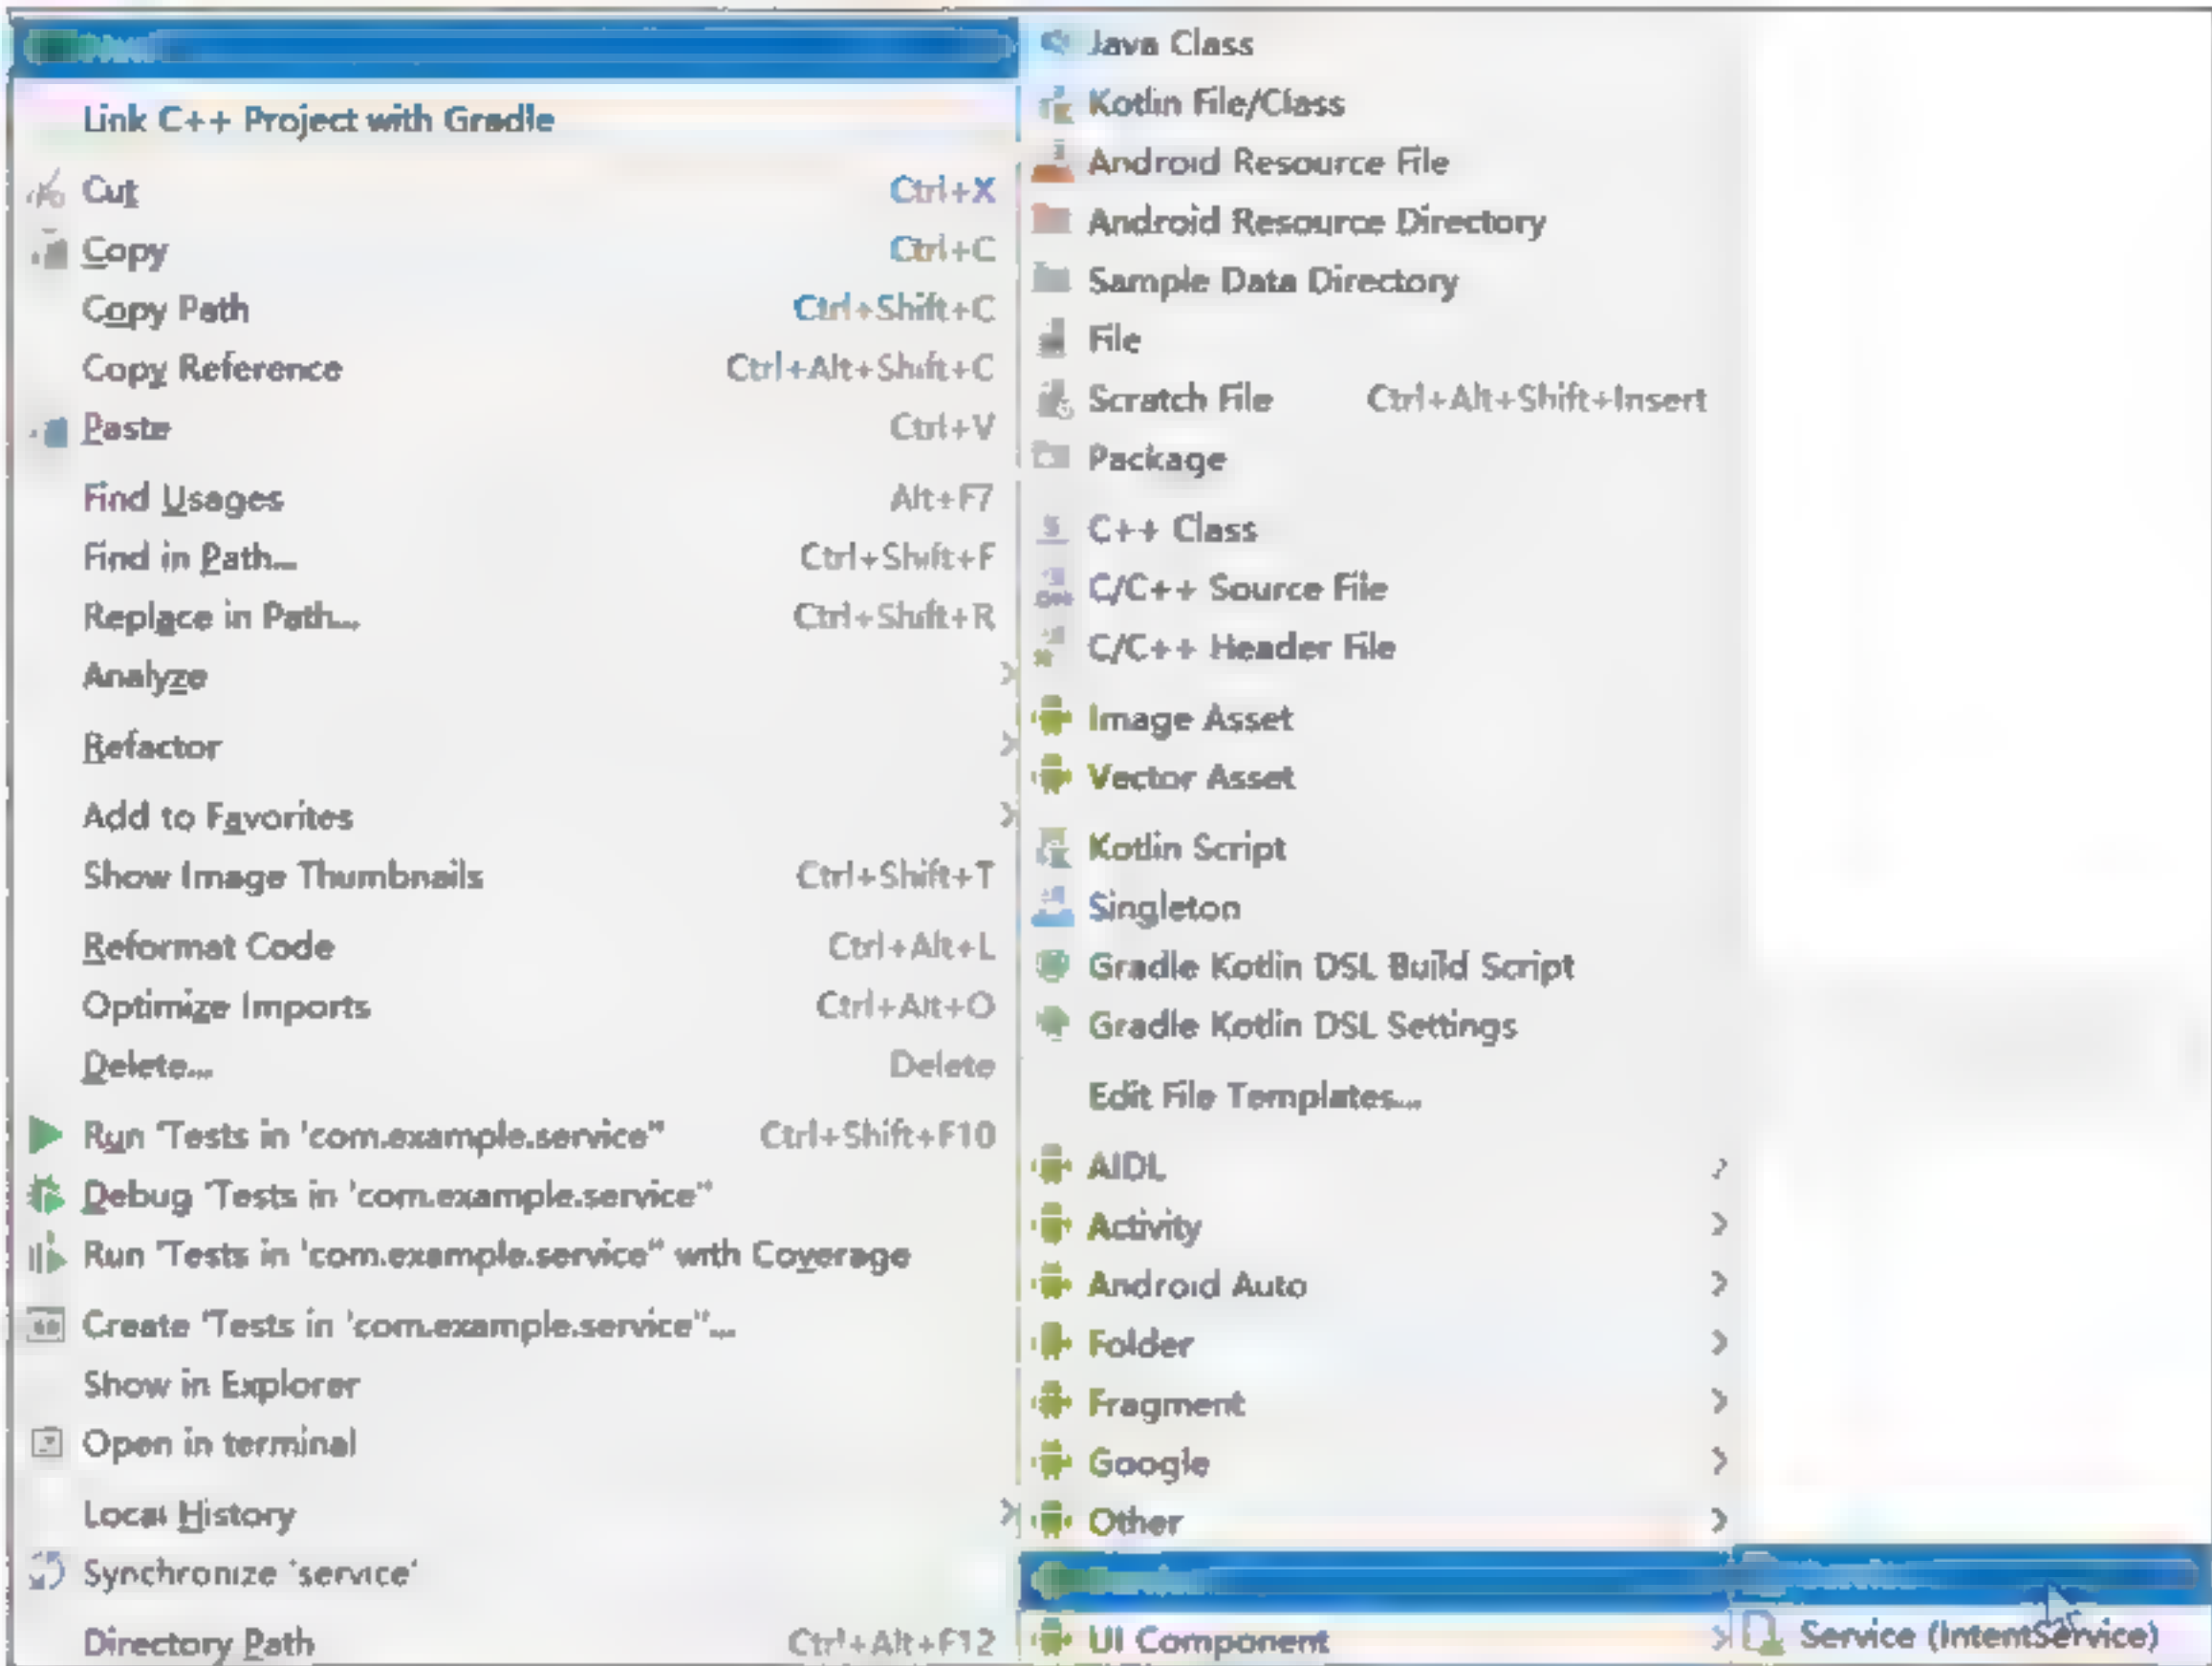 Link C++ Project with Gradle
Cut Ctrl+X
Copy Ctrl+C
Copy Path Ctrl+Shift+C
Copy Reference Ctrl+Alt+Shift+C
Paste Ctrl+V
Find Usages Alt+F7
Find in Path... Ctrl+Shift+F
Replace in Path... Ctrl+Shift+R
Analyze
Refactor
Add to Favorites
Show Image Thumbnails Ctrl+Shift+T
Reformat Code Ctrl+Alt+L
Optimize Imports Ctrl+Alt+O
Delete... Delete
Run 'Tests in 'com.example.service'' Ctrl+Shift+F10
Debug 'Tests in 'com.example.service''
Run 'Tests in 'com.example.service'' with Coverage
Create 'Tests in 'com.example.service''...
Show in Explorer
Open in terminal
Local History
Synchronize 'service'
Directory Path Ctrl+Alt+F12
Java Class
Kotlin File/Class
Android Resource File
Android Resource Directory
Sample Data Directory
File
Scratch File Ctrl+Alt+Shift+Insert
Package
C++ Class
C/C++ Source File
C/C++ Header File
Image Asset
Vector Asset
Kotlin Script
Singleton
Gradle Kotlin DSL Build Script
Gradle Kotlin DSL Settings
Edit File Templates...
AIDL
Activity
Android Auto
Folder
Fragment
Google
Other
UI Component
Service (IntentService)